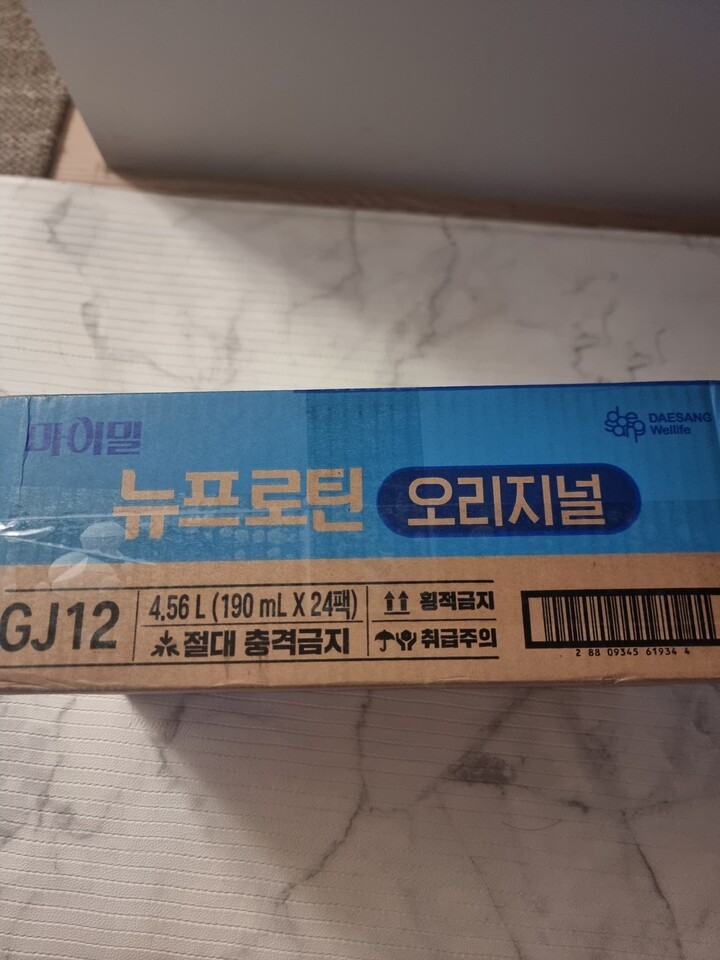 마이밀
daesang DAESANG
Wellife
뉴프로틴 오리지널
GJ12
4.56 L (190 mL X 24팩)
절대 충격금지
횡적금지
취급주의
2 88 09345 61934 4